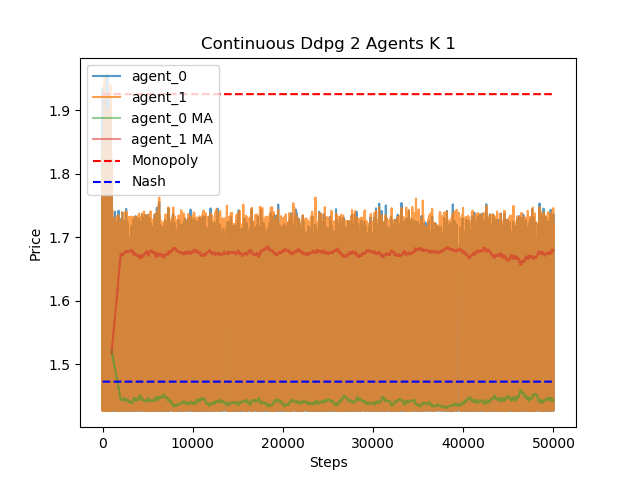 Continuous Ddpg 2 Agents K 1
agent_0
agent_1
agent_0 MA
agent_1 MA
Monopoly
Nash
Price
1.9
1.8
1.7
1.6
1.5
0
10000
20000
30000
40000
50000
Steps